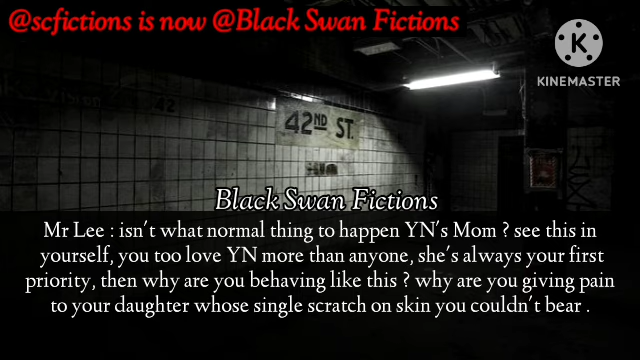 @scfictions is now @Black Swan Fictions
KINEMASTER
42ND ST.
Black Swan Fictions
Mr Lee : isn't what normal thing to happen YN's Mom ? see this in
yourself, you too love YN more than anyone, she's always your first
priority, then why are you behaving like this ? why are you giving pain
to your daughter whose single scratch on skin you couldn't bear .